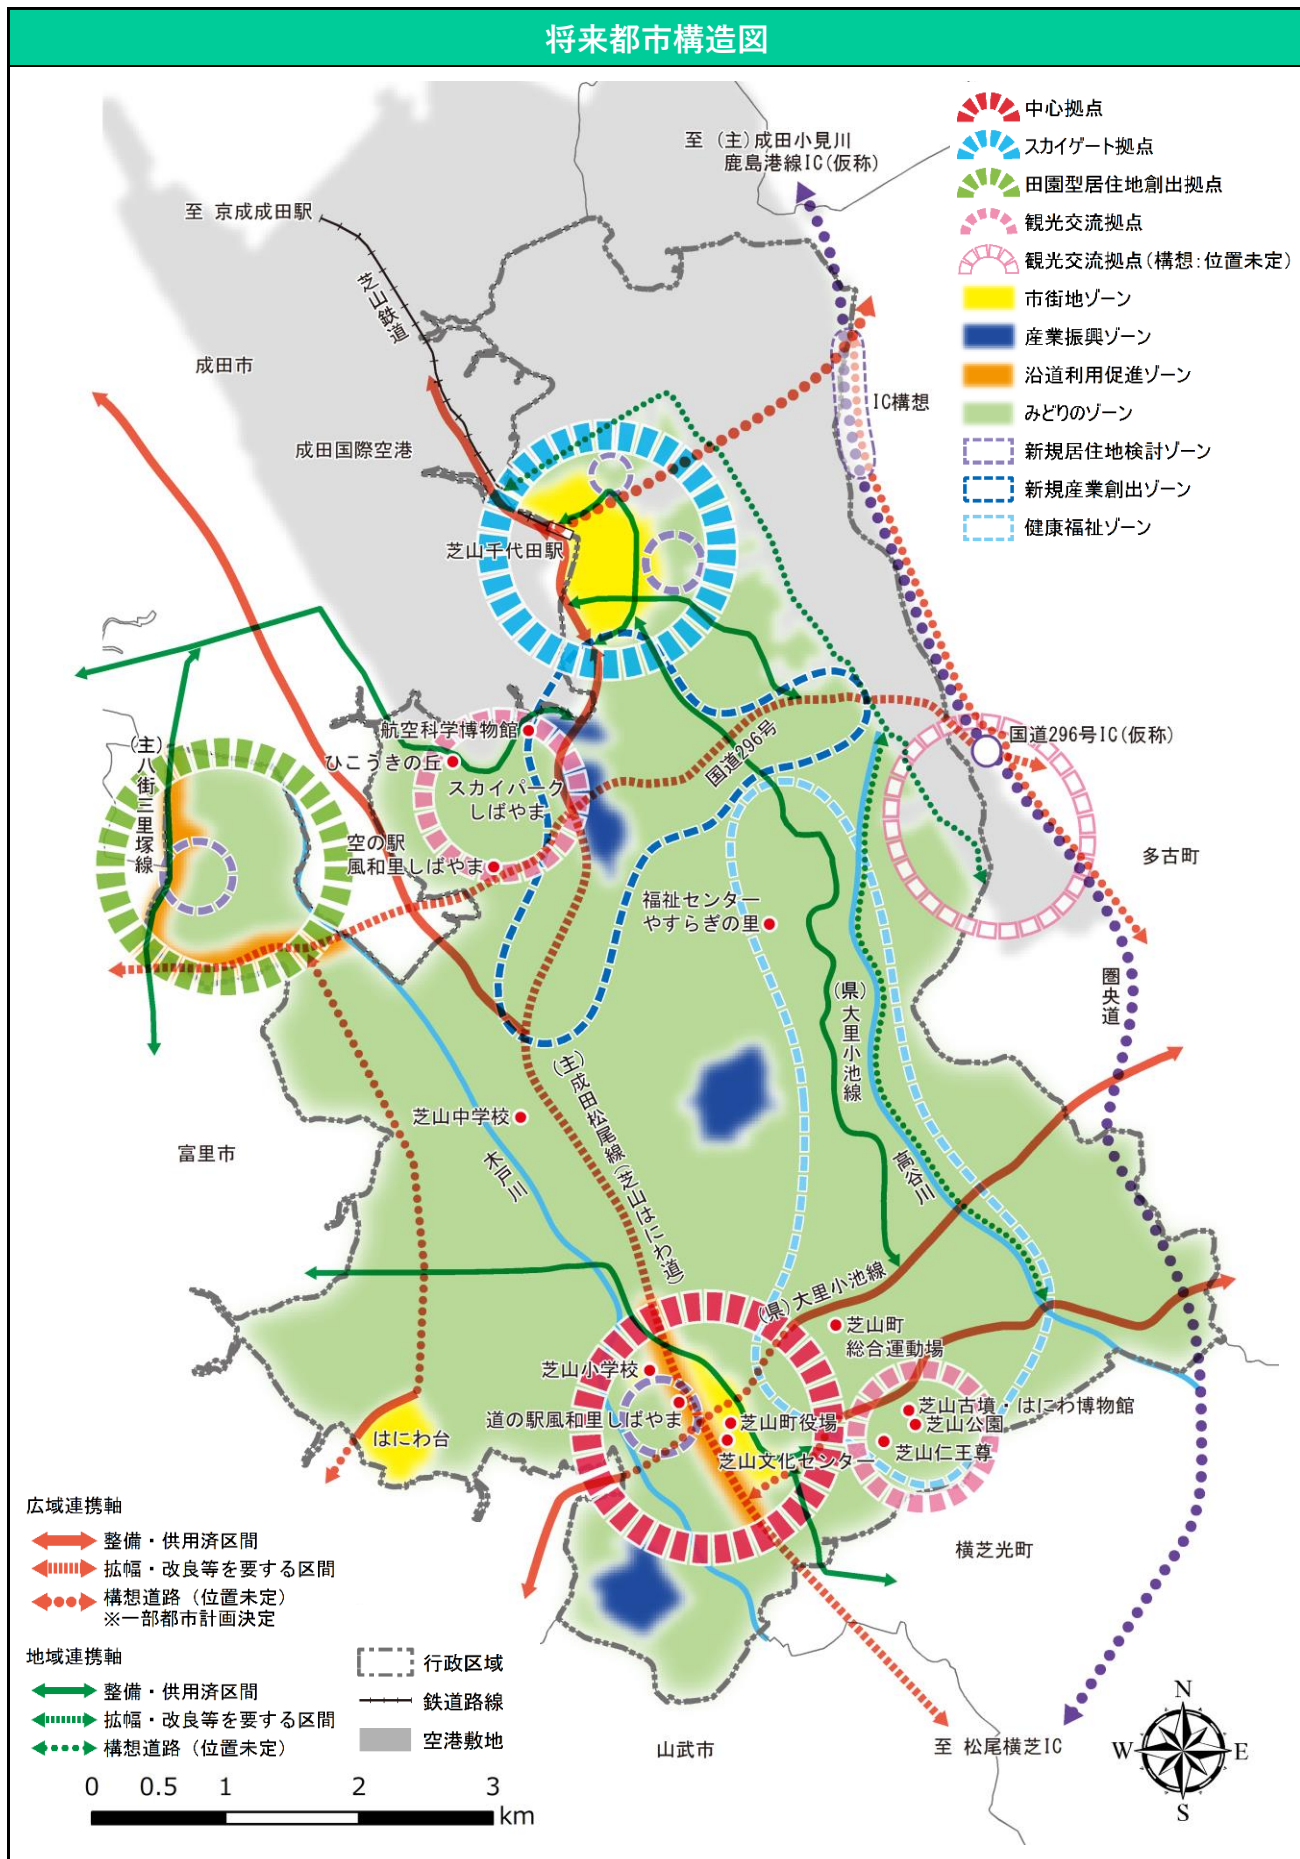 将来都市構造図
中心拠点
スカイゲート拠点
田園型居住地創出拠点
観光交流拠点
観光交流拠点(構想:位置未定)
市街地ゾーン
産業振興ゾーン
沿道利用促進ゾーン
みどりのゾーン
新規居住地検討ゾーン
新規産業創出ゾーン
健康福祉ゾーン
至 (主)成田小見川
鹿島港線IC(仮称)
至 京成成田駅
芝山鉄道
成田市
IC構想
成田国際空港
芝山千代田駅
航空科学博物館
ひこうきの丘
スカイパーク
しばやま
国道296号
国道296号IC(仮称)
(主)八街三里塚線
空の駅
風和里しばやま
多古町
福祉センター
やすらぎの里
圏央道
(県)大里小池線
(主)成田松尾線(芝山はにわ道)
芝山中学校
富里市
木戸川
高谷川
(県)大里小池線
芝山町
総合運動場
芝山小学校
道の駅風和里しばやま
芝山町役場
芝山文化センター
芝山古墳・はにわ博物館
芝山公園
芝山仁王尊
はにわ台
横芝光町
山武市
至 松尾横芝IC
広域連携軸
整備・供用済区間
拡幅・改良等を要する区間
構想道路(位置未定)
※一部都市計画決定
地域連携軸
整備・供用済区間
拡幅・改良等を要する区間
構想道路(位置未定)
行政区域
鉄道路線
空港敷地
0 0.5 1 2 3
km
N
W E
S